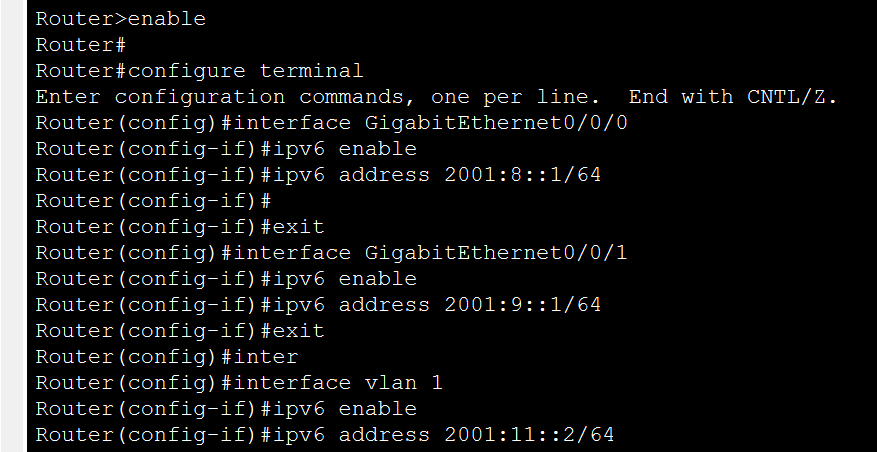 Router>enable
Router#
Router#configure terminal
Enter configuration commands, one per line.  End with CNTL/Z.
Router(config)#interface GigabitEthernet0/0/0
Router(config-if)#ipv6 enable
Router(config-if)#ipv6 address 2001:8::1/64
Router(config-if)#
Router(config-if)#exit
Router(config)#interface GigabitEthernet0/0/1
Router(config-if)#ipv6 enable
Router(config-if)#ipv6 address 2001:9::1/64
Router(config-if)#exit
Router(config)#inter
Router(config)#interface vlan 1
Router(config-if)#ipv6 enable
Router(config-if)#ipv6 address 2001:11::2/64